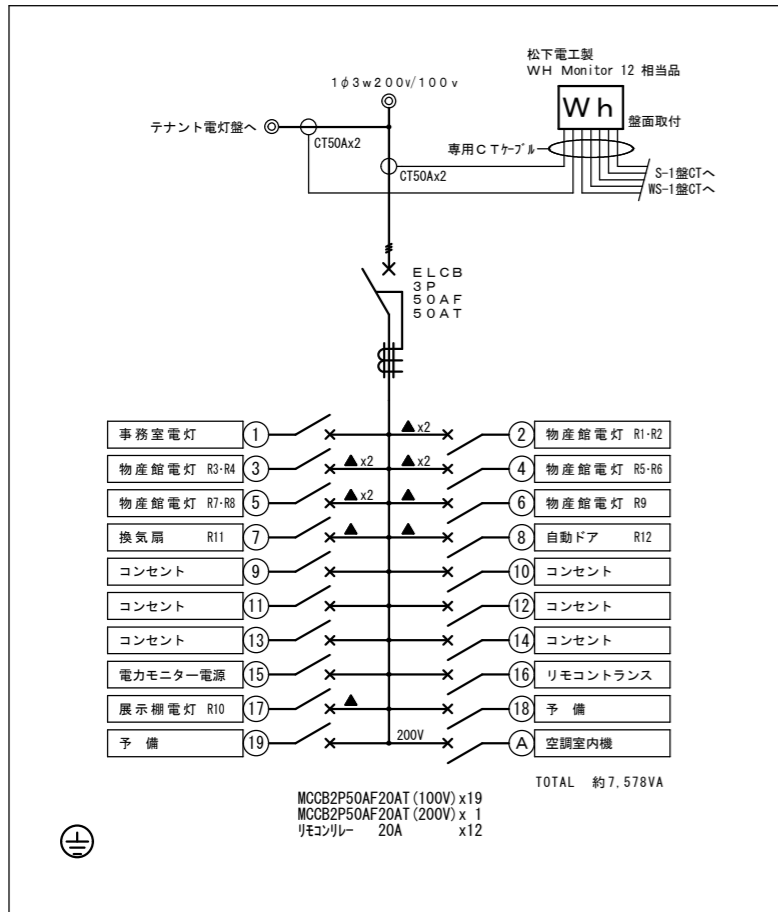 松下電工製
WH Monitor 12 相当品
1φ3w200v/100v
Wh
盤面取付
テナント電灯盤へ
CT50Ax2
専用CTケーブル
CT50Ax2
S-1盤CTへ
WS-1盤CTへ
ELCB
3P
50AF
50AT
事務室電灯 1 ▲x2 2 物産館電灯 R1・R2
物産館電灯 R3・R4 3 ▲x2 ▲x2 4 物産館電灯 R5・R6
物産館電灯 R7・R8 5 ▲x2 ▲ 6 物産館電灯 R9
換気扇 R11 7 ▲ ▲ 8 自動ドア R12
コンセント 9 10 コンセント
コンセント 11 12 コンセント
コンセント 13 14 コンセント
電力モニター電源 15 16 リモコントランス
展示棚電灯 R10 17 ▲ 18 予 備
予 備 19 200V A 空調室内機
TOTAL 約7,578VA
MCCB2P50AF20AT(100V)x19
MCCB2P50AF20AT(200V)x 1
リモコンリレー 20A x12